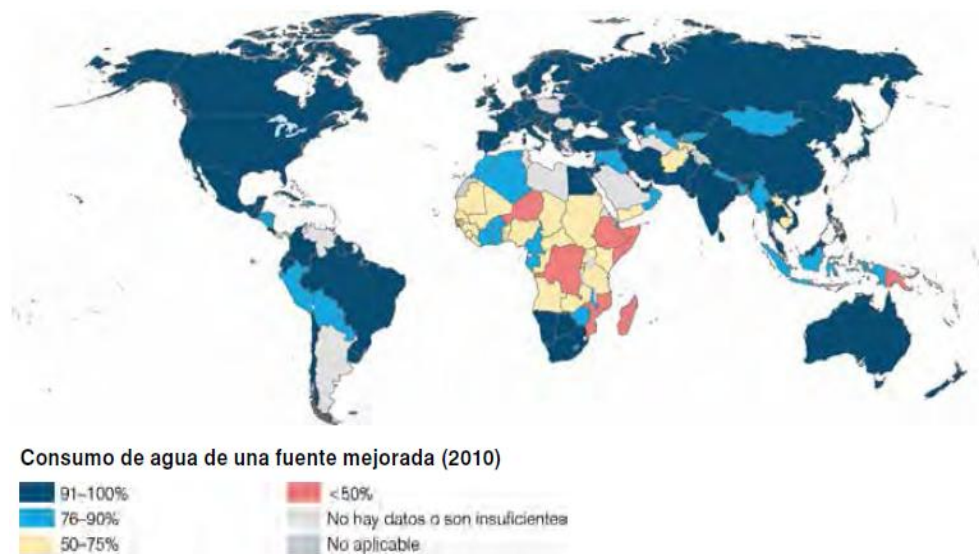 Consumo de agua de una fuente mejorada (2010)
91–100%
76–90%
50–75%
<50%
No hay datos o son insuficientes
No aplicable